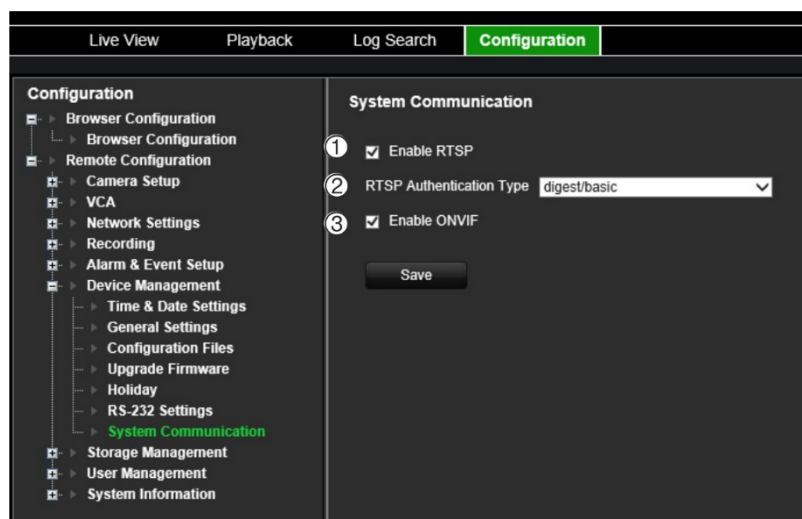 Live View Playback Log Search Configuration
Configuration
Browser Configuration
Browser Configuration
Remote Configuration
Camera Setup
VCA
Network Settings
Recording
Alarm & Event Setup
Device Management
Time & Date Settings
General Settings
Configuration Files
Upgrade Firmware
Holiday
RS-232 Settings
System Communication
Storage Management
User Management
System Information
System Communication
① Enable RTSP
② RTSP Authentication Type digest/basic
③ Enable ONVIF
Save